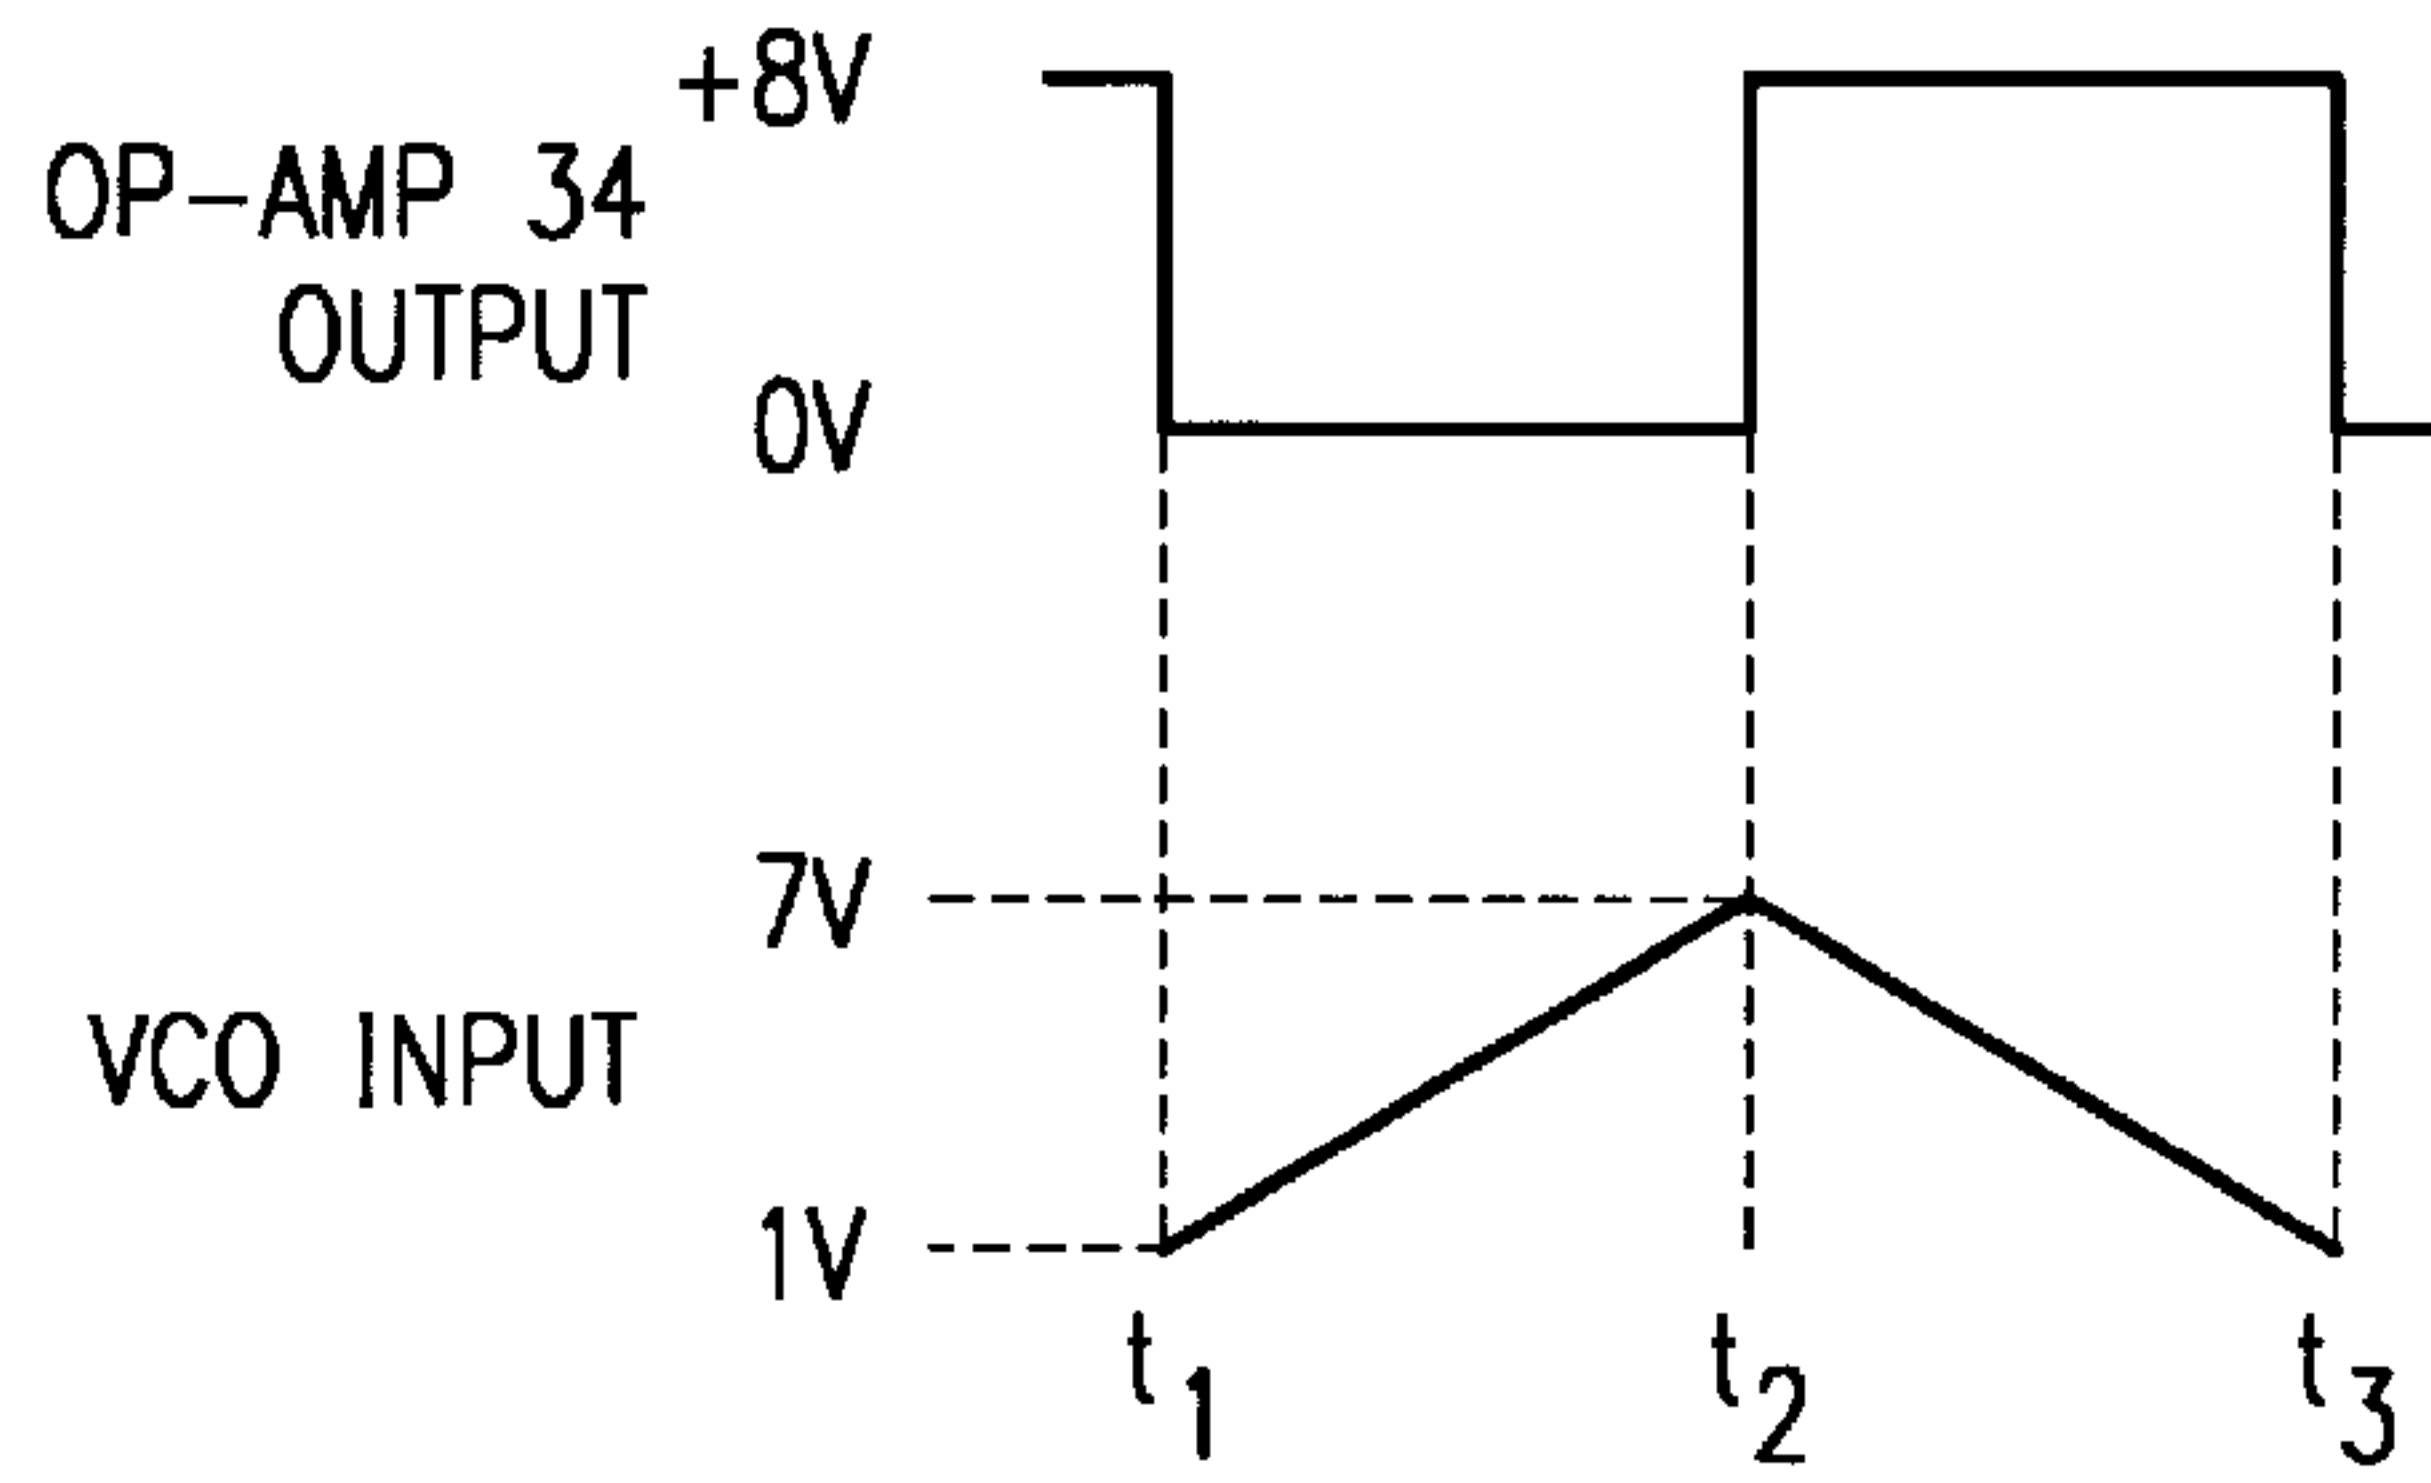 +8V
OP-AMP 34
OUTPUT
0V
7V
VCO INPUT
1V
t1
t2
t3